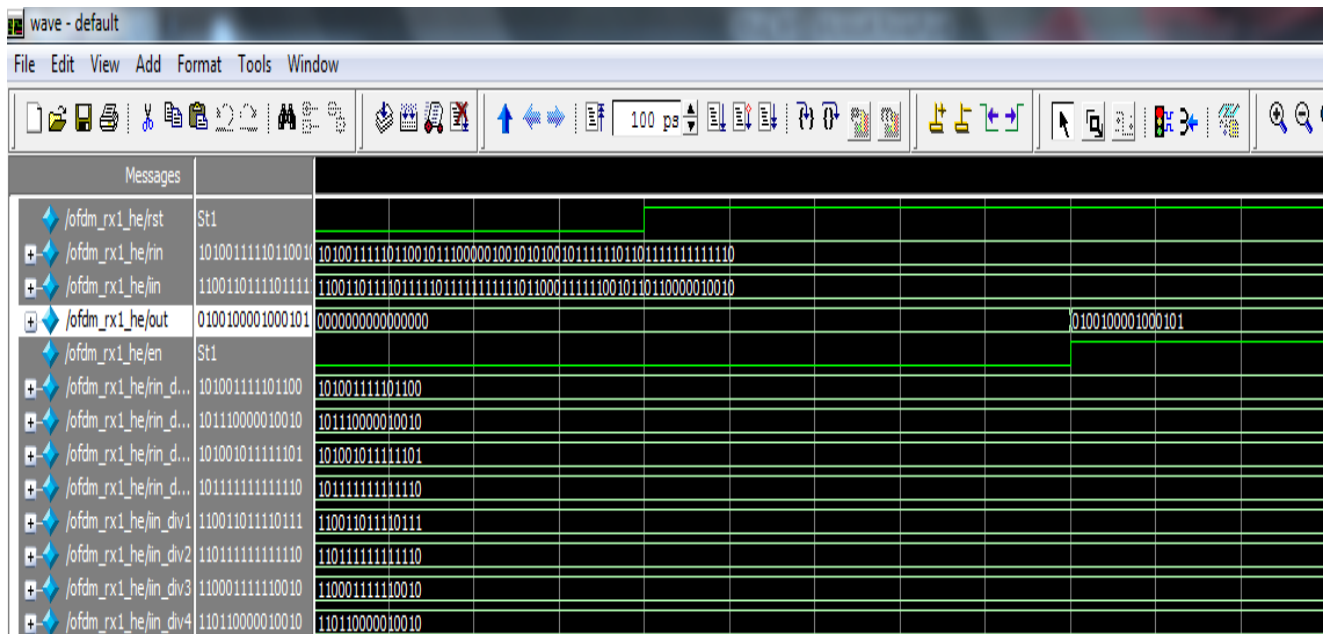 wave - default
File Edit View Add Format Tools Window
100 ps
Messages
/ofdm_rx1_he/rst St1
/ofdm_rx1_he/rin 1010011111011001 101001111101100101110000010010101001011111101101111111111110
/ofdm_rx1_he/iin 1100110111101111 110011011110111110111111111110110001111110010110110000010010
/ofdm_rx1_he/out 0100100001000101 0000000000000000 0100100001000101
/ofdm_rx1_he/en St1
/ofdm_rx1_he/rin_d... 101001111101100 101001111101100
/ofdm_rx1_he/rin_d... 101110000010010 101110000010010
/ofdm_rx1_he/rin_d... 101001011111101 101001011111101
/ofdm_rx1_he/rin_d... 101111111111110 101111111111110
/ofdm_rx1_he/iin_div1 110011011110111 110011011110111
/ofdm_rx1_he/iin_div2 110111111111110 110111111111110
/ofdm_rx1_he/iin_div3 110001111110010 110001111110010
/ofdm_rx1_he/iin_div4 110110000010010 110110000010010